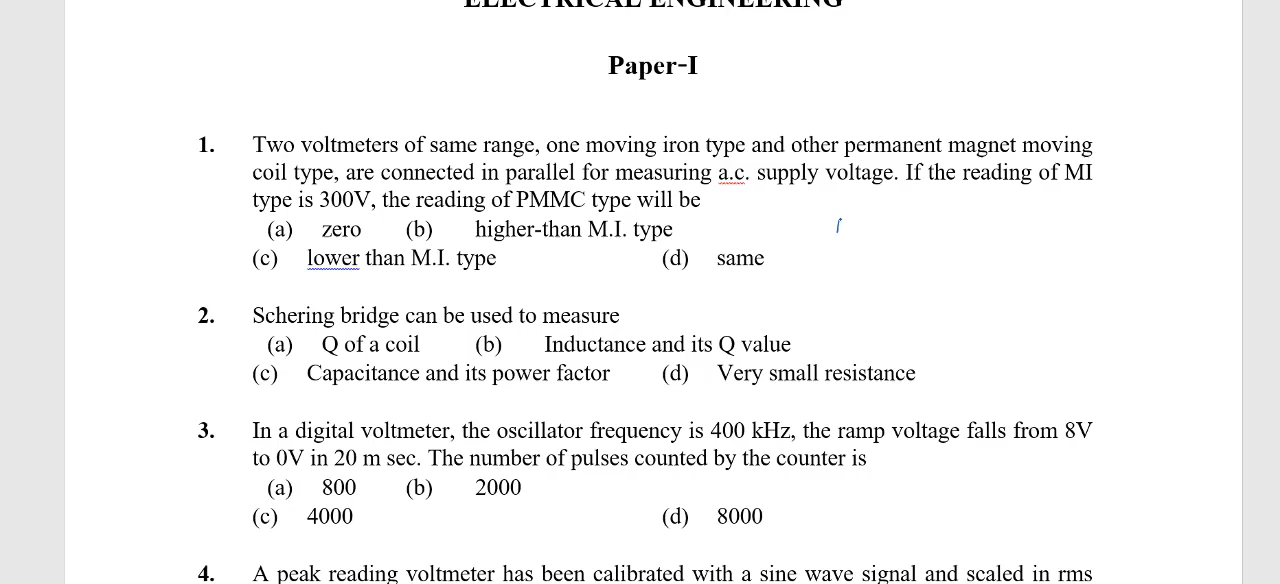 ELECTRICAL ENGINEERING
Paper-I
1. Two voltmeters of same range, one moving iron type and other permanent magnet moving
coil type, are connected in parallel for measuring a.c. supply voltage. If the reading of MI
type is 300V, the reading of PMMC type will be
(a) zero (b) higher-than M.I. type
(c) lower than M.I. type (d) same
2. Schering bridge can be used to measure
(a) Q of a coil (b) Inductance and its Q value
(c) Capacitance and its power factor (d) Very small resistance
3. In a digital voltmeter, the oscillator frequency is 400 kHz, the ramp voltage falls from 8V
to 0V in 20 m sec. The number of pulses counted by the counter is
(a) 800 (b) 2000
(c) 4000 (d) 8000
4. A peak reading voltmeter has been calibrated with a sine wave signal and scaled in rms